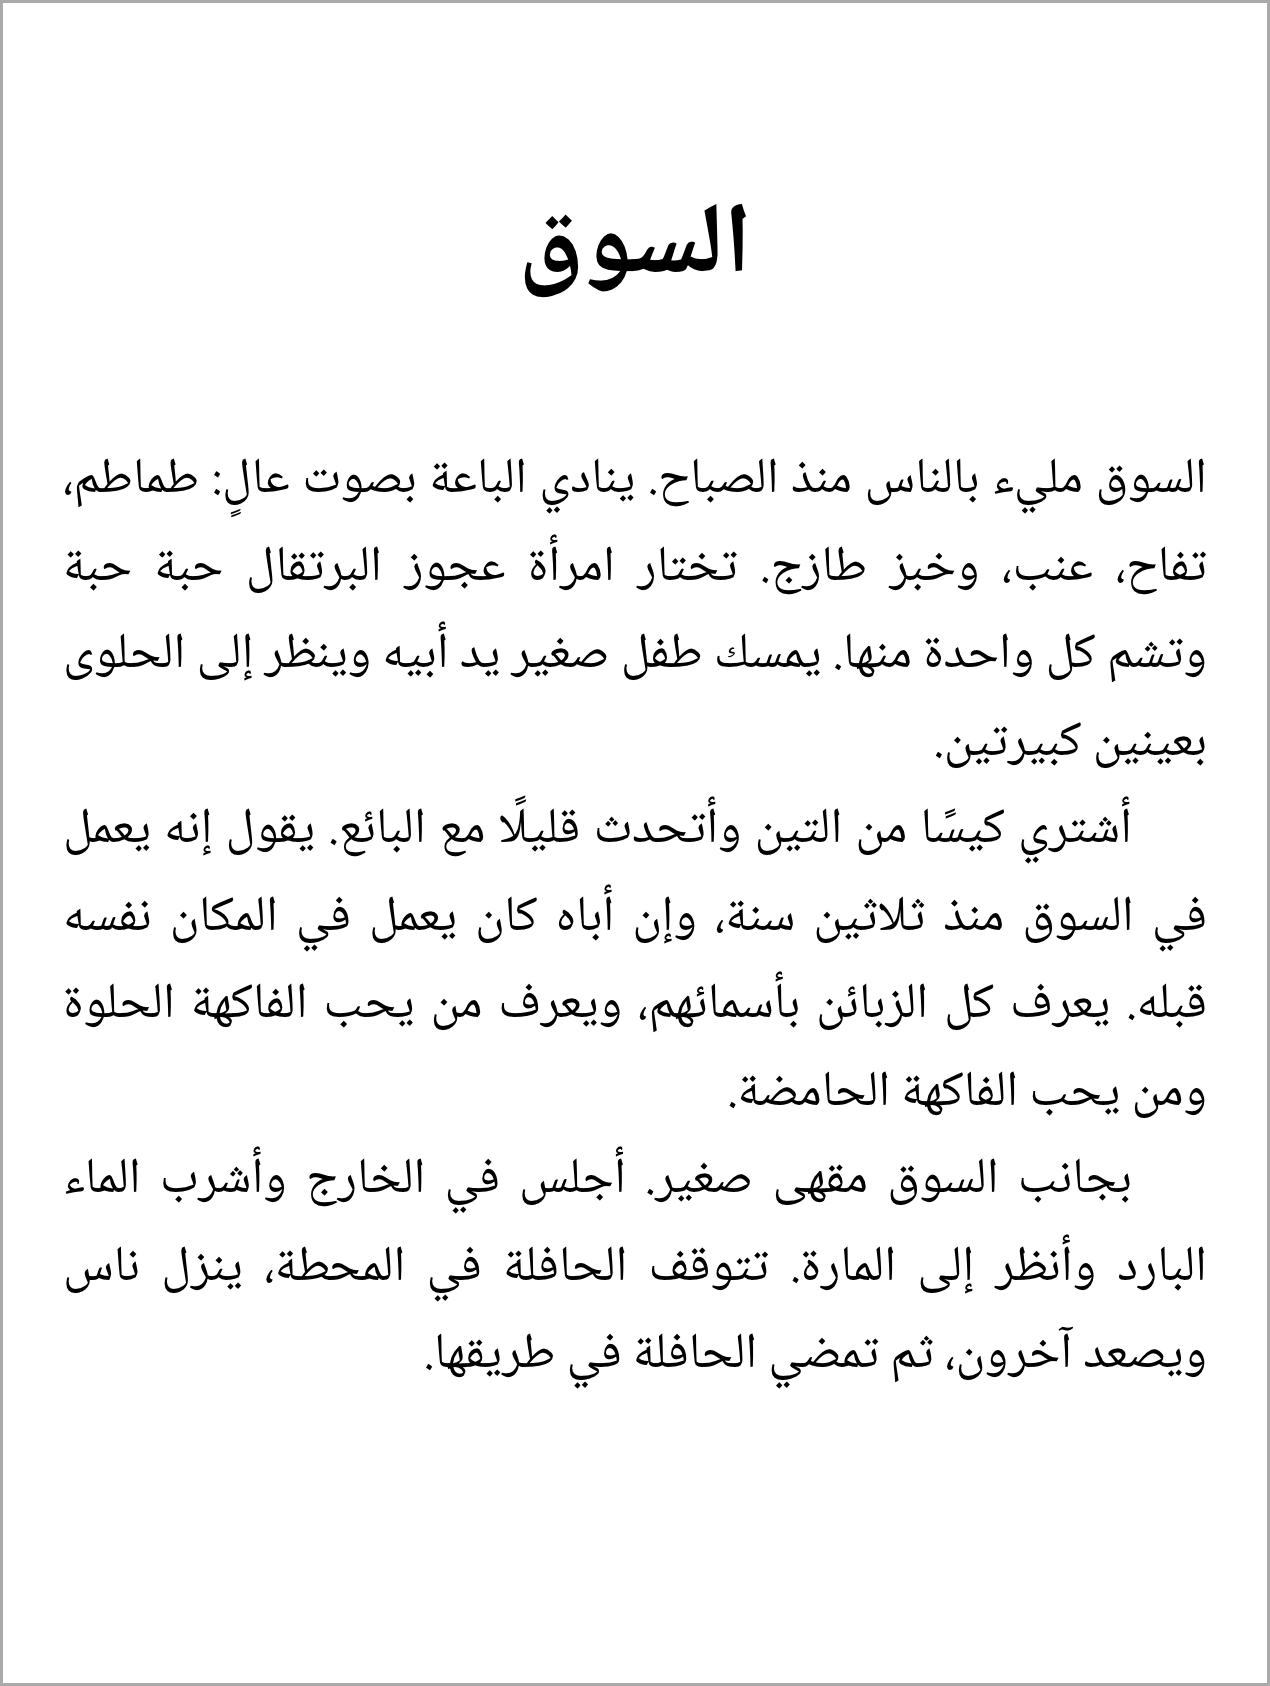 السوق
السوق مليء بالناس منذ الصباح. ينادي الباعة بصوت عالٍ: طماطم،
تفاح، عنب، وخبز طازج. تختار امرأة عجوز البرتقال حبة حبة
وتشم كل واحدة منها. يمسك طفل صغير يد أبيه وينظر إلى الحلوى
بعينين كبيرتين.
أشتري كيسًا من التين وأتحدث قليلًا مع البائع. يقول إنه يعمل
في السوق منذ ثلاثين سنة، وإن أباه كان يعمل في المكان نفسه
قبله. يعرف كل الزبائن بأسمائهم، ويعرف من يحب الفاكهة الحلوة
ومن يحب الفاكهة الحامضة.
بجانب السوق مقهى صغير. أجلس في الخارج وأشرب الماء
البارد وأنظر إلى المارة. تتوقف الحافلة في المحطة، ينزل ناس
ويصعد آخرون، ثم تمضي الحافلة في طريقها.